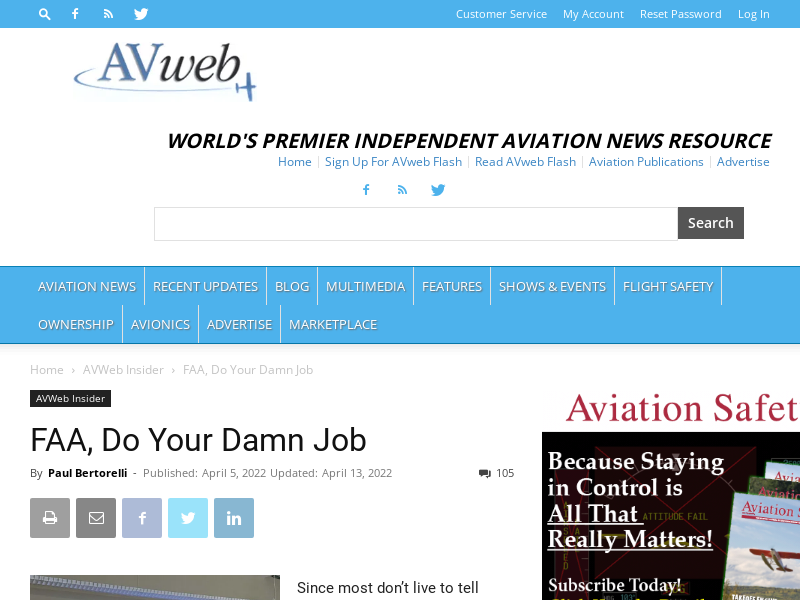 Customer Service My Account Reset Password Log In
AVweb
WORLD'S PREMIER INDEPENDENT AVIATION NEWS RESOURCE
Home Sign Up For AVweb Flash Read AVweb Flash Aviation Publications Advertise
Search
AVIATION NEWS RECENT UPDATES BLOG MULTIMEDIA FEATURES SHOWS & EVENTS FLIGHT SAFETY
OWNERSHIP AVIONICS ADVERTISE MARKETPLACE
Home › AVWeb Insider › FAA, Do Your Damn Job
AVWeb Insider
FAA, Do Your Damn Job
By Paul Bertorelli - Published: April 5, 2022 Updated: April 13, 2022 105
Since most don’t live to tell
Aviation Safet
Because Staying
in Control is
All That
Really Matters!
ATTITUDE FAIL
Subscribe Today!
Aviation S